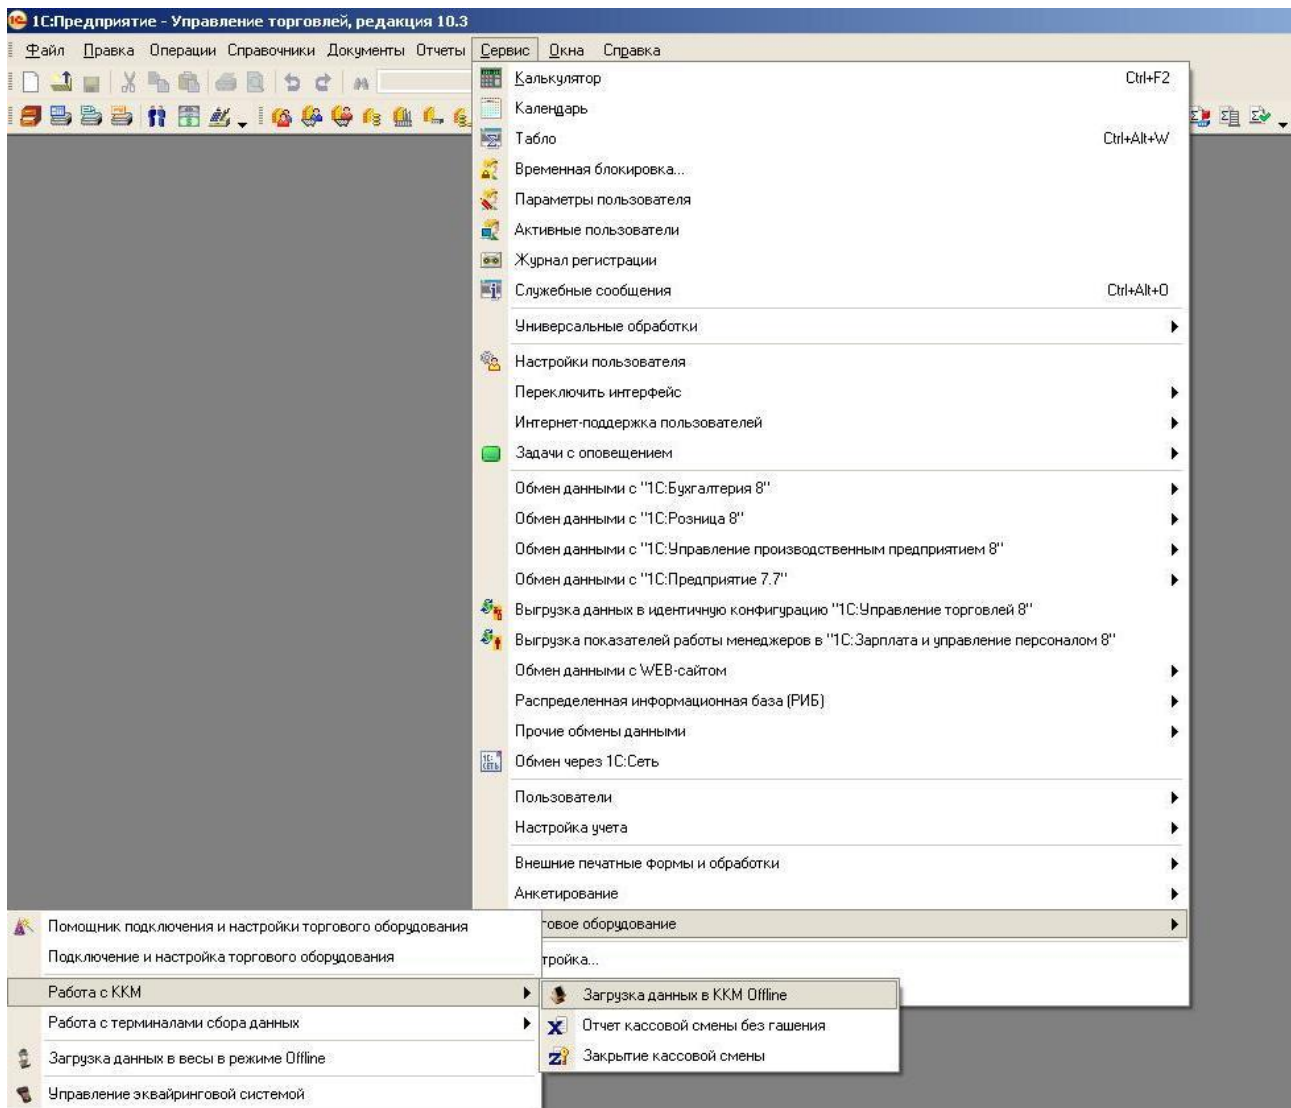 1С:Предприятие - Управление торговлей, редакция 10.3
Файл Правка Операции Справочники Документы Отчеты Сервис Окна Справка
Калькулятор Ctrl+F2
Календарь
Табло Ctrl+Alt+W
Временная блокировка...
Параметры пользователя
Активные пользователи
Журнал регистрации
Служебные сообщения Ctrl+Alt+O
Универсальные обработки
Настройки пользователя
Переключить интерфейс
Интернет-поддержка пользователей
Задачи с оповещением
Обмен данными с "1С:Бухгалтерия 8"
Обмен данными с "1С:Розница 8"
Обмен данными с "1С:Управление производственным предприятием 8"
Обмен данными с "1С:Предприятие 7.7"
Выгрузка данных в идентичную конфигурацию "1С:Управление торговлей 8"
Выгрузка показателей работы менеджеров в "1С:Зарплата и управление персоналом 8"
Обмен данными с WEB-сайтом
Распределенная информационная база (РИБ)
Прочие обмены данными
Обмен через 1С:Сеть
Пользователи
Настройка учета
Внешние печатные формы и обработки
Анкетирование
говое оборудование
тройка...
Помощник подключения и настройки торгового оборудования
Подключение и настройка торгового оборудования
Работа с ККМ
Работа с терминалами сбора данных
Загрузка данных в весы в режиме Offline
Управление эквайринговой системой
Загрузка данных в ККМ Offline
Отчет кассовой смены без гашения
Закрытие кассовой смены